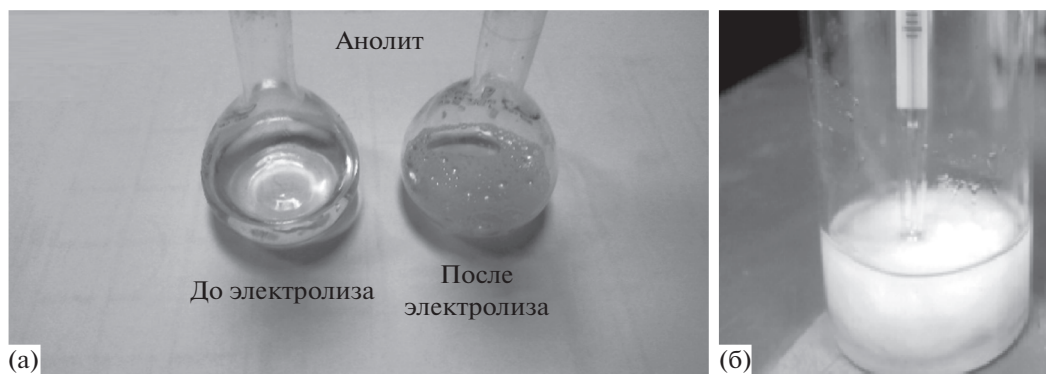 Анолит
До электролиза
После
электролиза
(а)
(б)